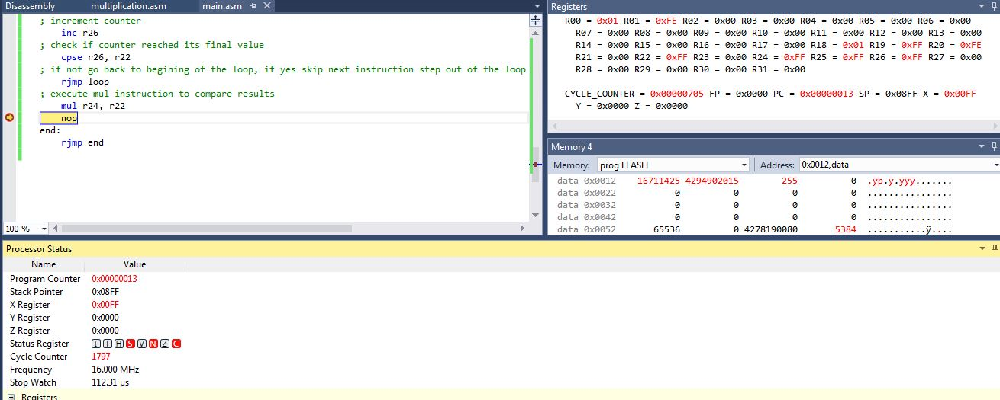 Disassembly multiplication.asm main.asm
; increment counter
inc r26
; check if counter reached its final value
cpse r26, r22
; if not go back to begining of the loop, if yes skip next instruction step out of the loop
rjmp loop
; execute mul instruction to compare results
mul r24, r22
nop
end:
rjmp end
100 %
Registers
R00 = 0x01 R01 = 0xFE R02 = 0x00 R03 = 0x00 R04 = 0x00 R05 = 0x00 R06 = 0x00
R07 = 0x00 R08 = 0x00 R09 = 0x00 R10 = 0x00 R11 = 0x00 R12 = 0x00 R13 = 0x00
R14 = 0x00 R15 = 0x00 R16 = 0x00 R17 = 0x00 R18 = 0x01 R19 = 0xFF R20 = 0xFE
R21 = 0x00 R22 = 0xFF R23 = 0x00 R24 = 0xFF R25 = 0xFF R26 = 0xFF R27 = 0x00
R28 = 0x00 R29 = 0x00 R30 = 0x00 R31 = 0x00
CYCLE_COUNTER = 0x00000705 FP = 0x0000 PC = 0x00000013 SP = 0x08FF X = 0x00FF
Y = 0x0000 Z = 0x0000
Memory 4
Memory: prog FLASH Address: 0x0012,data
data 0x0012 16711425 4294902015 255 0 .ÿþ.ÿ.ÿÿÿ.......
data 0x0022 0 0 0 0 ................
data 0x0032 0 0 0 0 ................
data 0x0042 0 0 0 0 ................
data 0x0052 65536 0 4278190080 5384 ...........ÿ....
Processor Status
Name Value
Program Counter 0x00000013
Stack Pointer 0x08FF
X Register 0x00FF
Y Register 0x0000
Z Register 0x0000
Status Register I T H S V N Z C
Cycle Counter 1797
Frequency 16.000 MHz
Stop Watch 112.31 µs
Registers